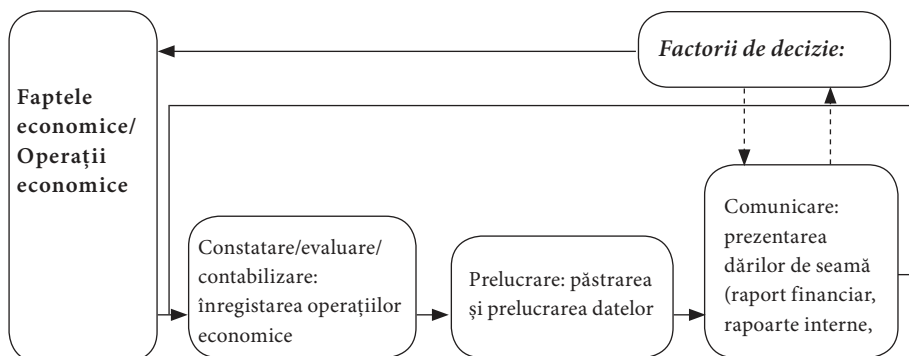 Factorii de decizie:
Faptele
economice/
Operații
economice
Constatare/evaluare/
contabilizare:
înregistarea operațiilor
economice
Prelucrare: păstrarea
și prelucrarea datelor
Comunicare:
prezentarea
dărilor de seamă
(raport financiar,
rapoarte interne,